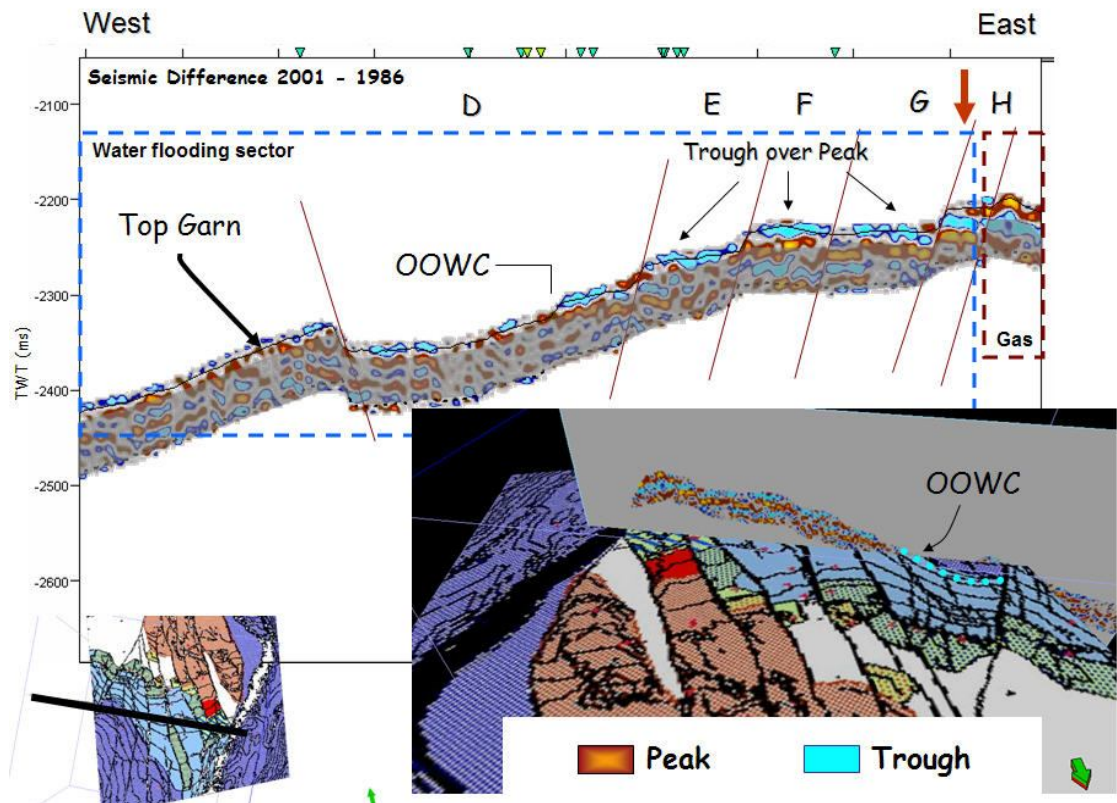 West
East
Seismic Difference 2001 - 1986
D
E
F
G
H
-2100
Water flooding sector
Trough over Peak
-2200
Top Garn
OOWC
-2300
Gas
TWT (ms)
-2400
-2500
OOWC
-2600
Peak
Trough